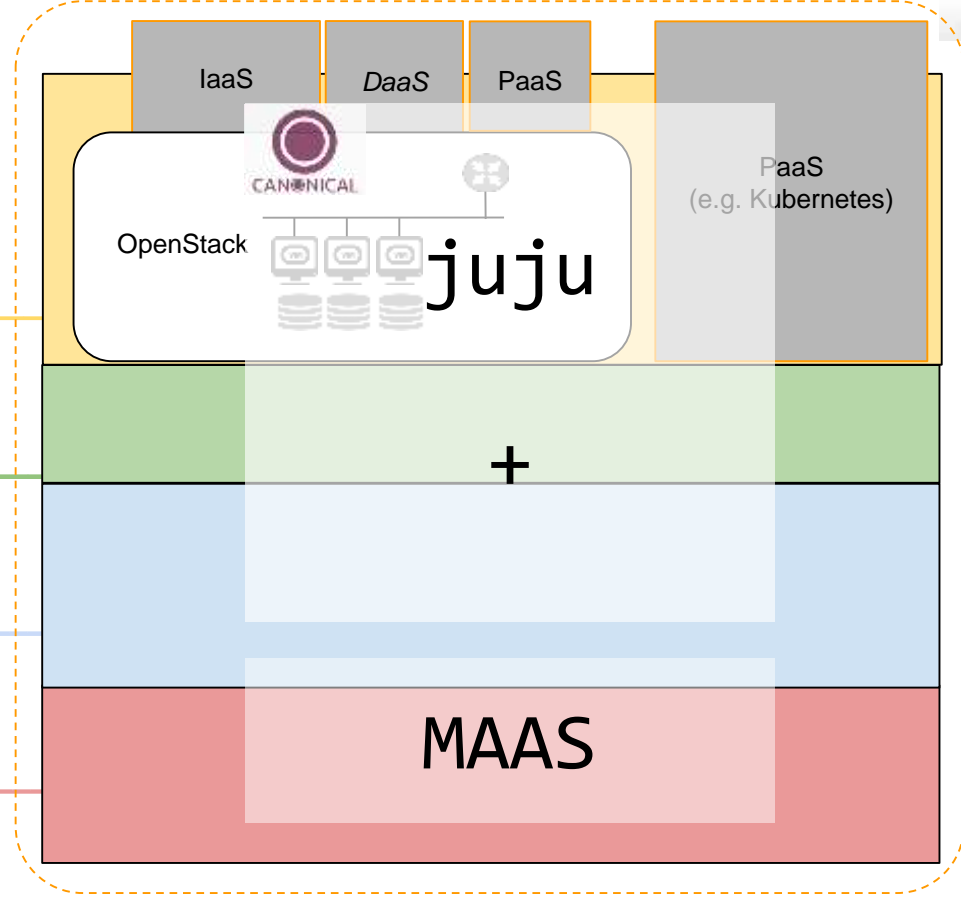 IaaS
DaaS
PaaS
PaaS
(e.g. Kubernetes)
CANONICAL
OpenStack
juju
+
MAAS